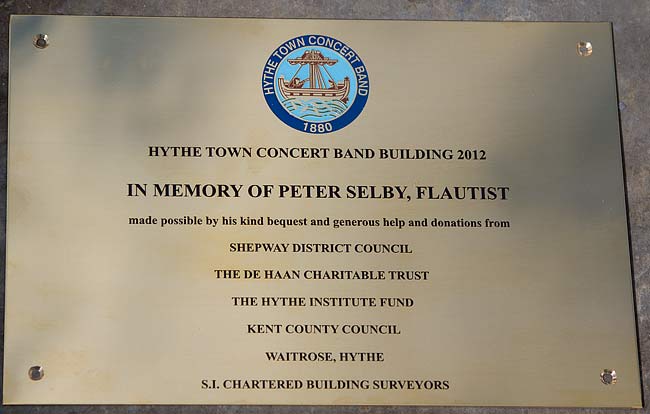 HYTHE TOWN CONCERT BAND
1880
HYTHE TOWN CONCERT BAND BUILDING 2012
IN MEMORY OF PETER SELBY, FLAUTIST
made possible by his kind bequest and generous help and donations from
SHEPWAY DISTRICT COUNCIL
THE DE HAAN CHARITABLE TRUST
THE HYTHE INSTITUTE FUND
KENT COUNTY COUNCIL
WAITROSE, HYTHE
S.I. CHARTERED BUILDING SURVEYORS